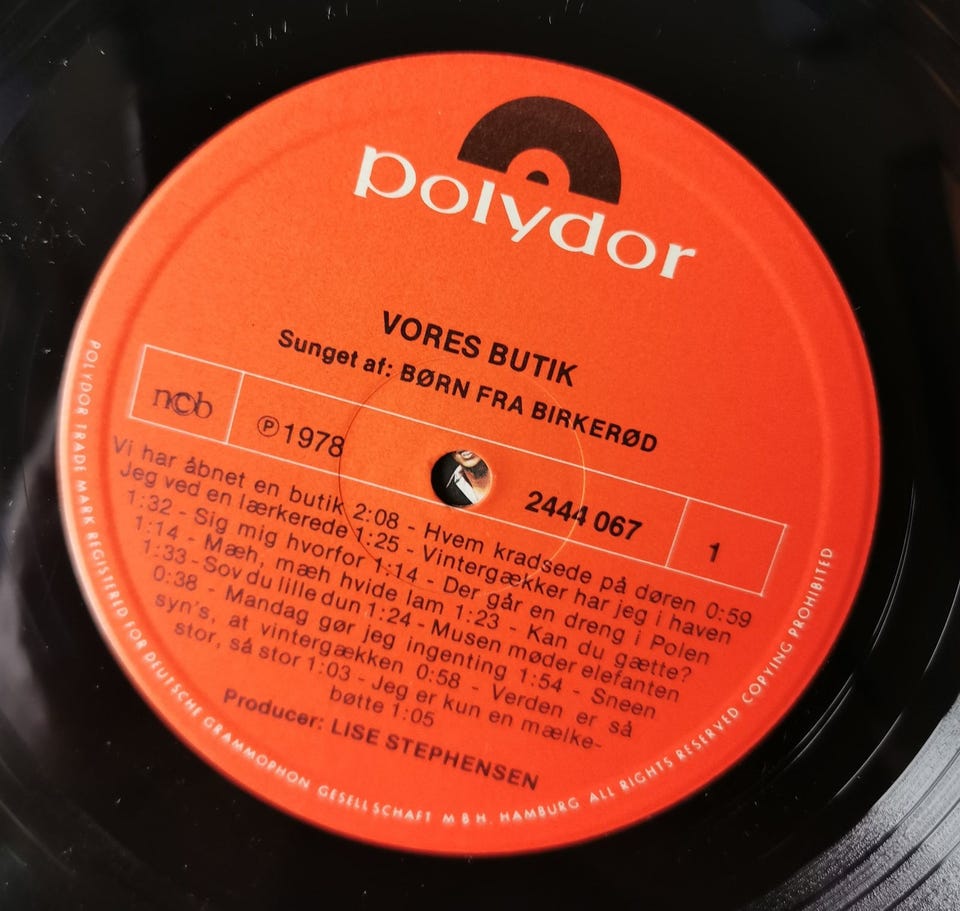 polydor
VORES BUTIK
Sunget af: BØRN FRA BIRKERØD
ncb
Ⓟ 1978
2444 067
1
Vi har åbnet en butik 2:08 - Hvem kradsede på døren 0:59
Jeg ved en lærkerede 1:25 - Vintergækker har jeg i haven
1:32 - Sig mig hvorfor 1:14 - Der går en dreng i Polen
1:14 - Mæh, mæh hvide lam 1:23 - Kan du gætte?
1:33 - Sov du lille dun 1:24 - Musen møder elefanten
0:38 - Mandag gør jeg ingenting 1:54 - Sneen
syn's, at vintergækken 0:58 - Verden er så
stor, så stor 1:03 - Jeg er kun en mælke-
bøtte 1:05
Producer: LISE STEPHENSEN
POLYDOR TRADE MARK REGISTERED FOR DEUTSCHE GRAMMOPHON GESELLSCHAFT M B H. HAMBURG ALL RIGHTS RESERVED COPYING PROHIBITED